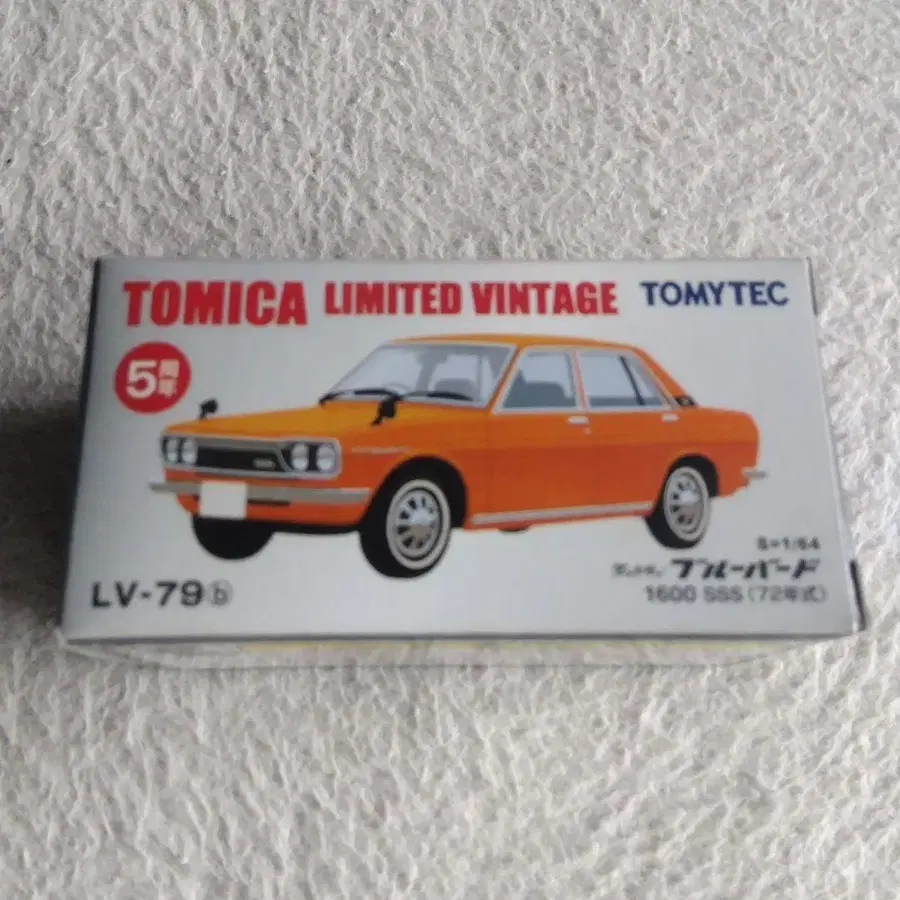 TOMICA LIMITED VINTAGE TOMYTEC
5周年
LV-79 ⓑ
S=1/64
ダットサン ブルーバード
1600 SSS (72年式)